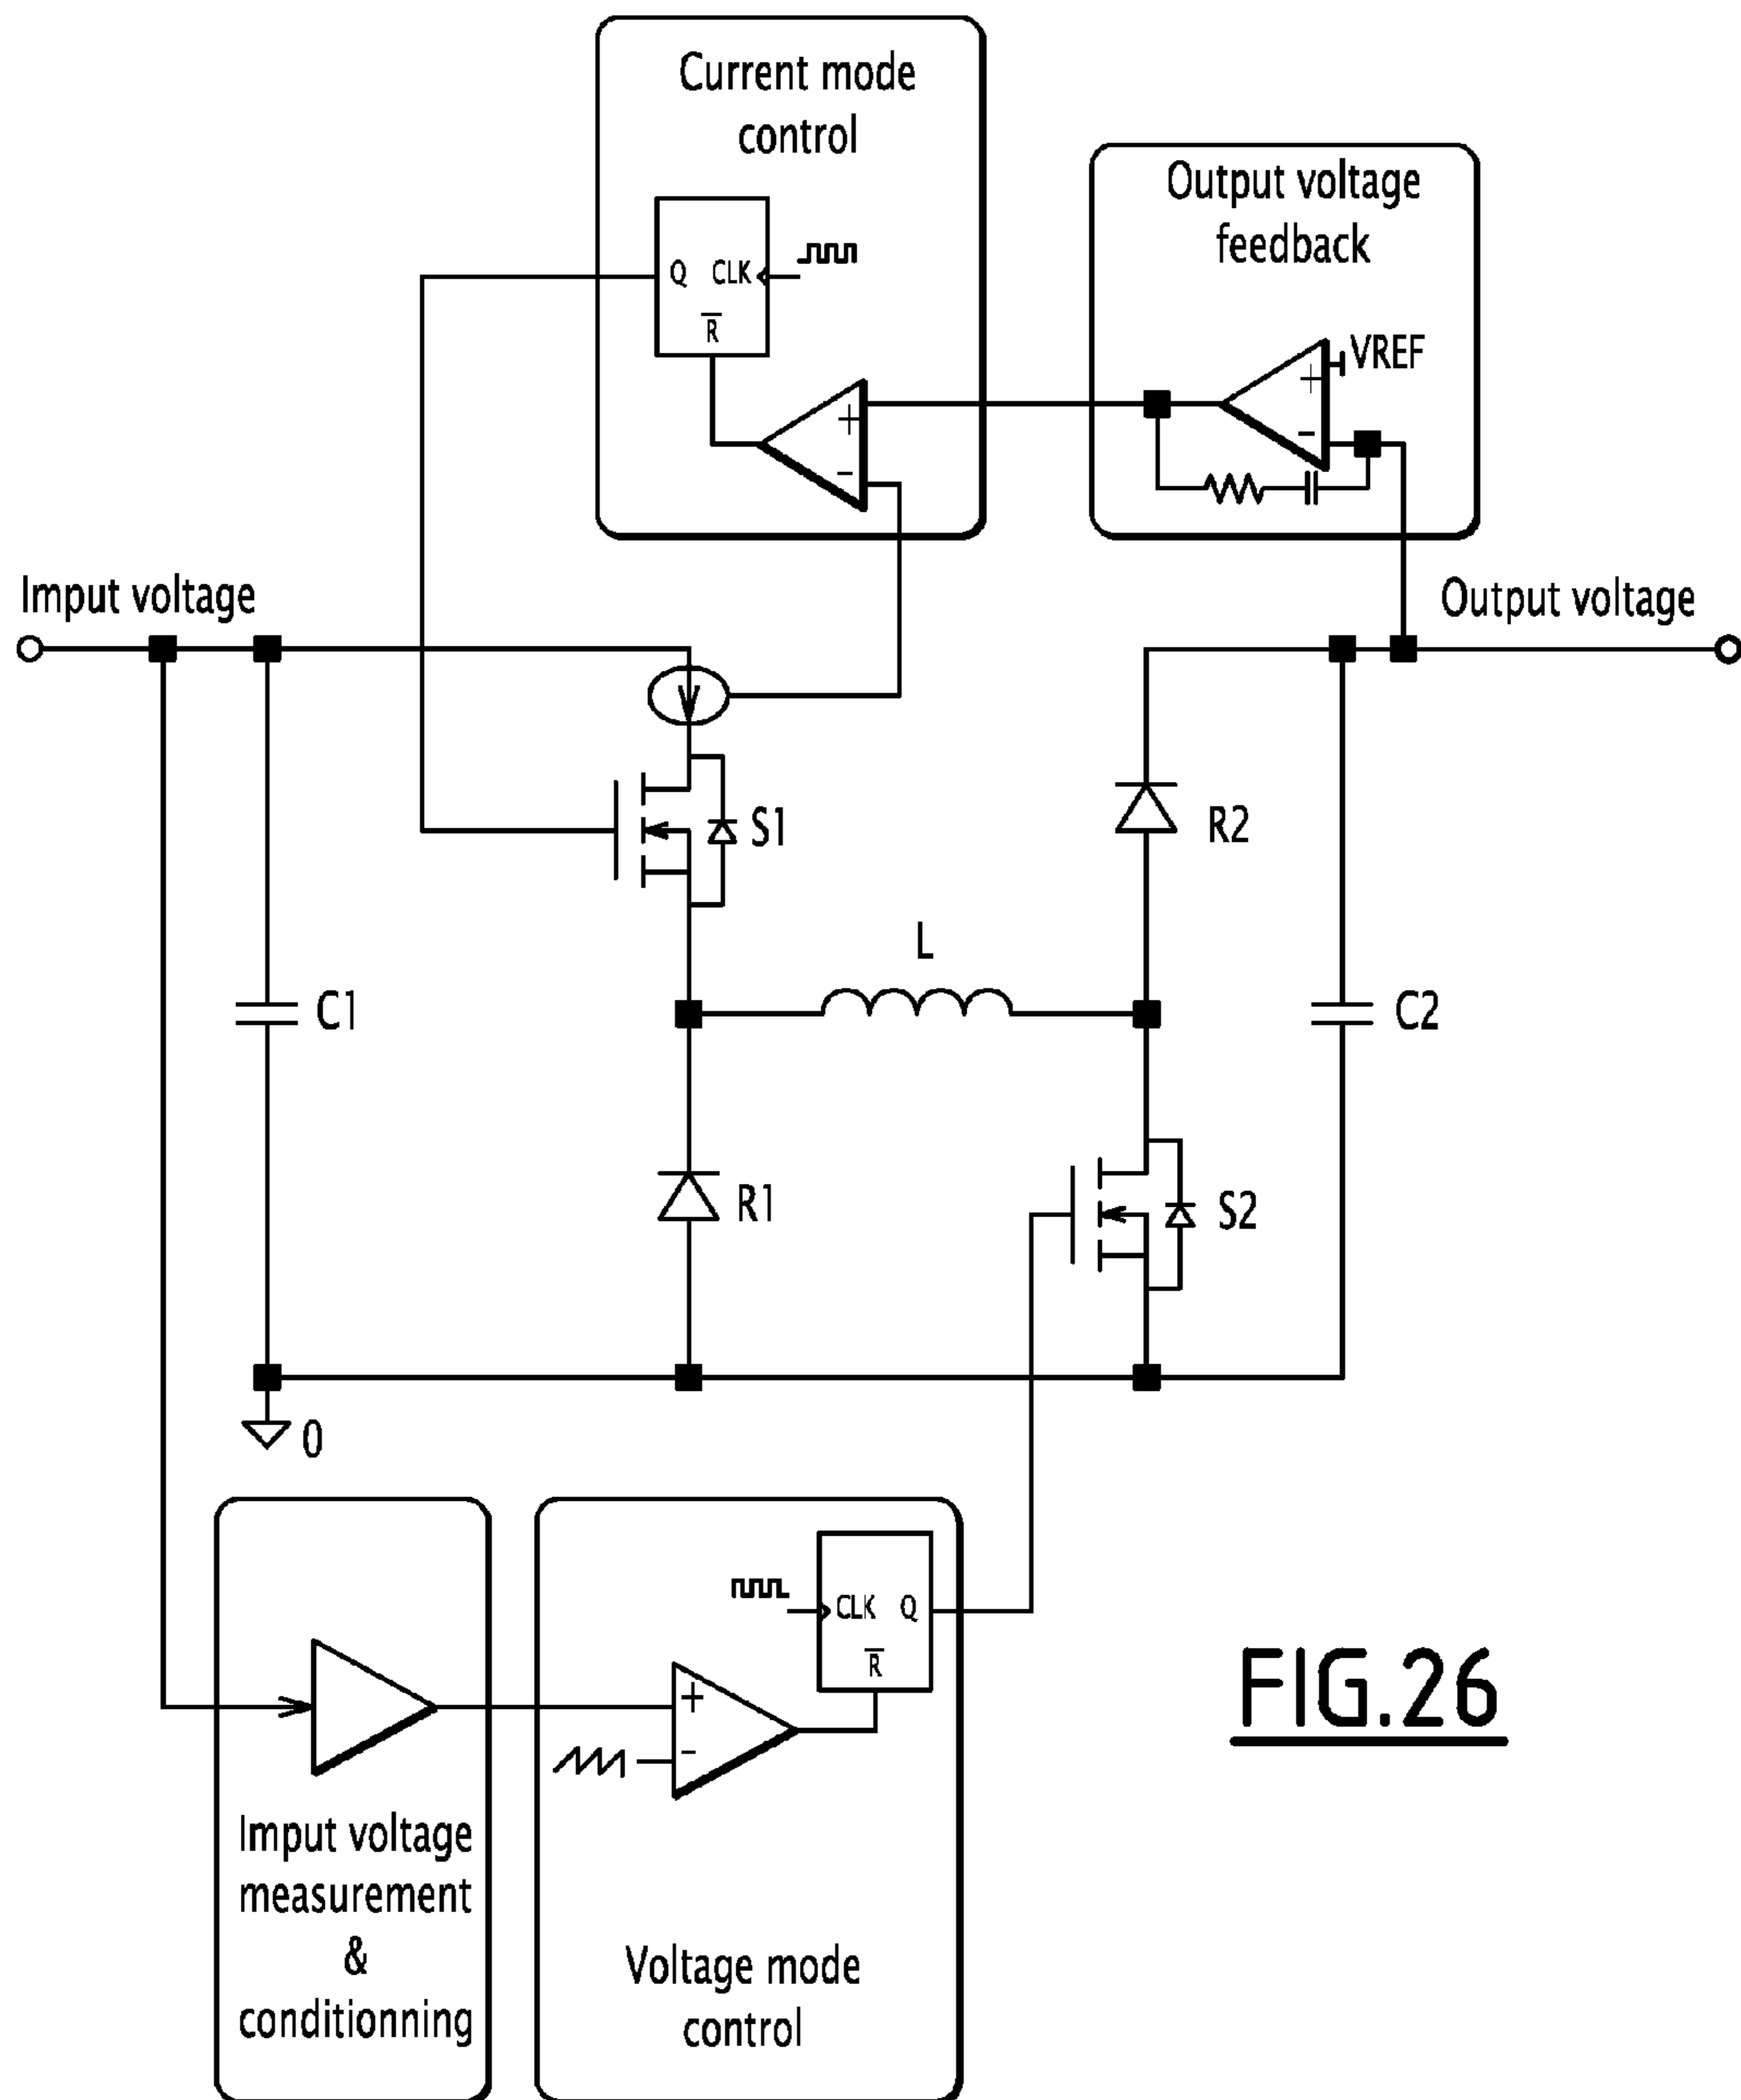 Current mode
control
Output voltage
feedback
Q CLK
R
VREF
+
-
+
-
Imput voltage
Output voltage
S1
R2
L
C1
C2
R1
S2
0
CLK Q
R
+
-
Imput voltage
measurement
&
conditionning
Voltage mode
control
FIG.26